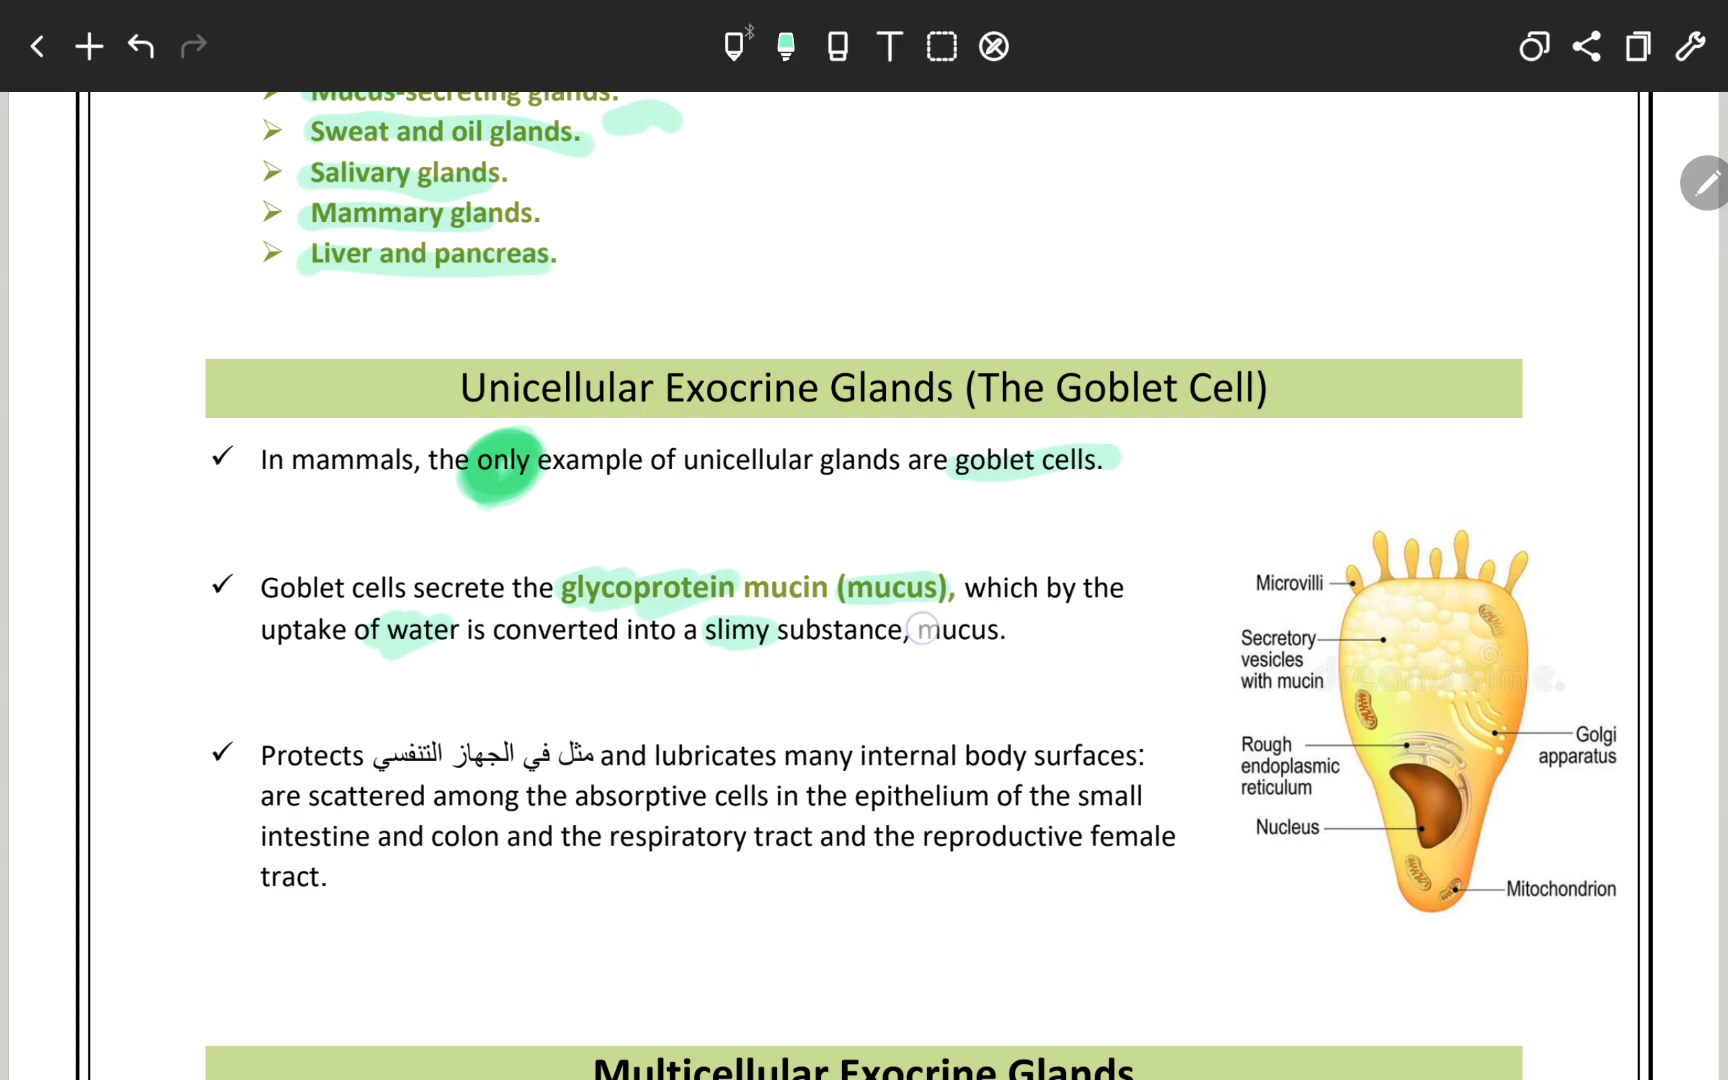 Mucus-secreting glands.
Sweat and oil glands.
Salivary glands.
Mammary glands.
Liver and pancreas.
Unicellular Exocrine Glands (The Goblet Cell)
In mammals, the only example of unicellular glands are goblet cells.
Goblet cells secrete the glycoprotein mucin (mucus), which by the
uptake of water is converted into a slimy substance, mucus.
Protects مثل في الجهاز التنفسي and lubricates many internal body surfaces:
are scattered among the absorptive cells in the epithelium of the small
intestine and colon and the respiratory tract and the reproductive female
tract.
Microvilli
Secretory
vesicles
with mucin
Rough
endoplasmic
reticulum
Nucleus
Golgi
apparatus
Mitochondrion
Multicellular Exocrine Glands